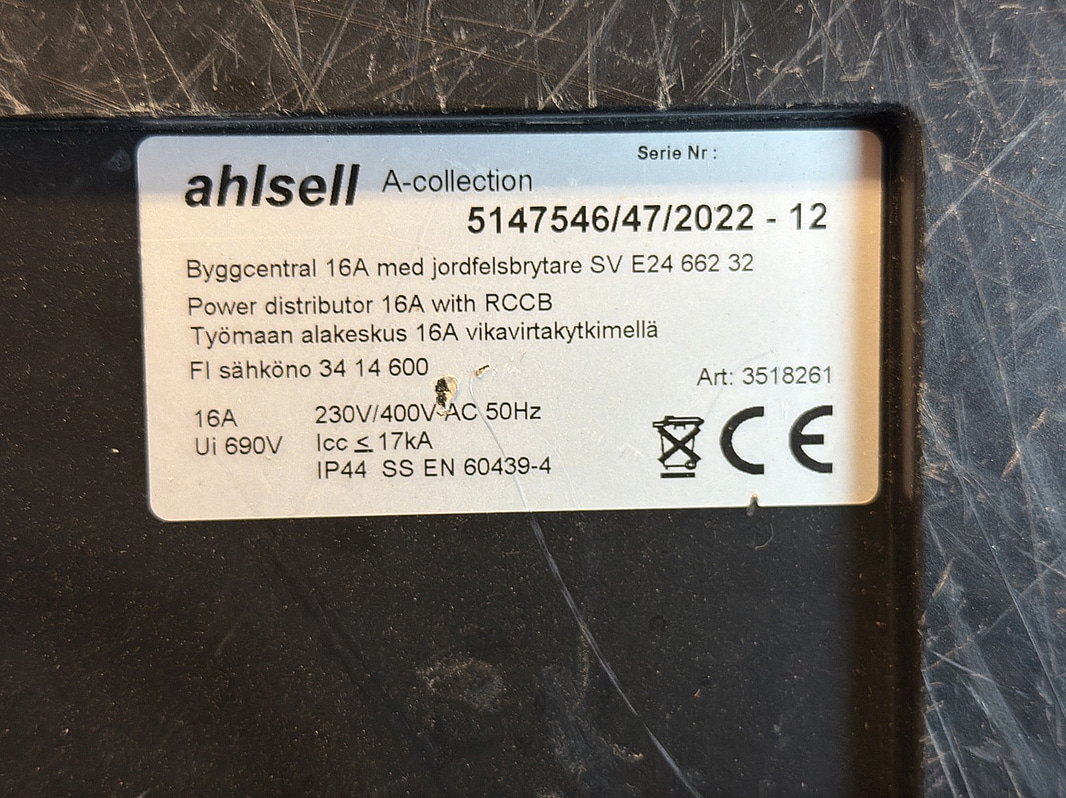 Serie Nr :
ahlsell A-collection
5147546/47/2022 - 12
Byggcentral 16A med jordfelsbrytare SV E24 662 32
Power distributor 16A with RCCB
Työmaan alakeskus 16A vikavirtakytkimellä
FI sähköno 34 14 600
Art: 3518261
16A 230V/400V AC 50Hz
Ui 690V Icc ≤ 17kA
IP44 SS EN 60439-4
CE